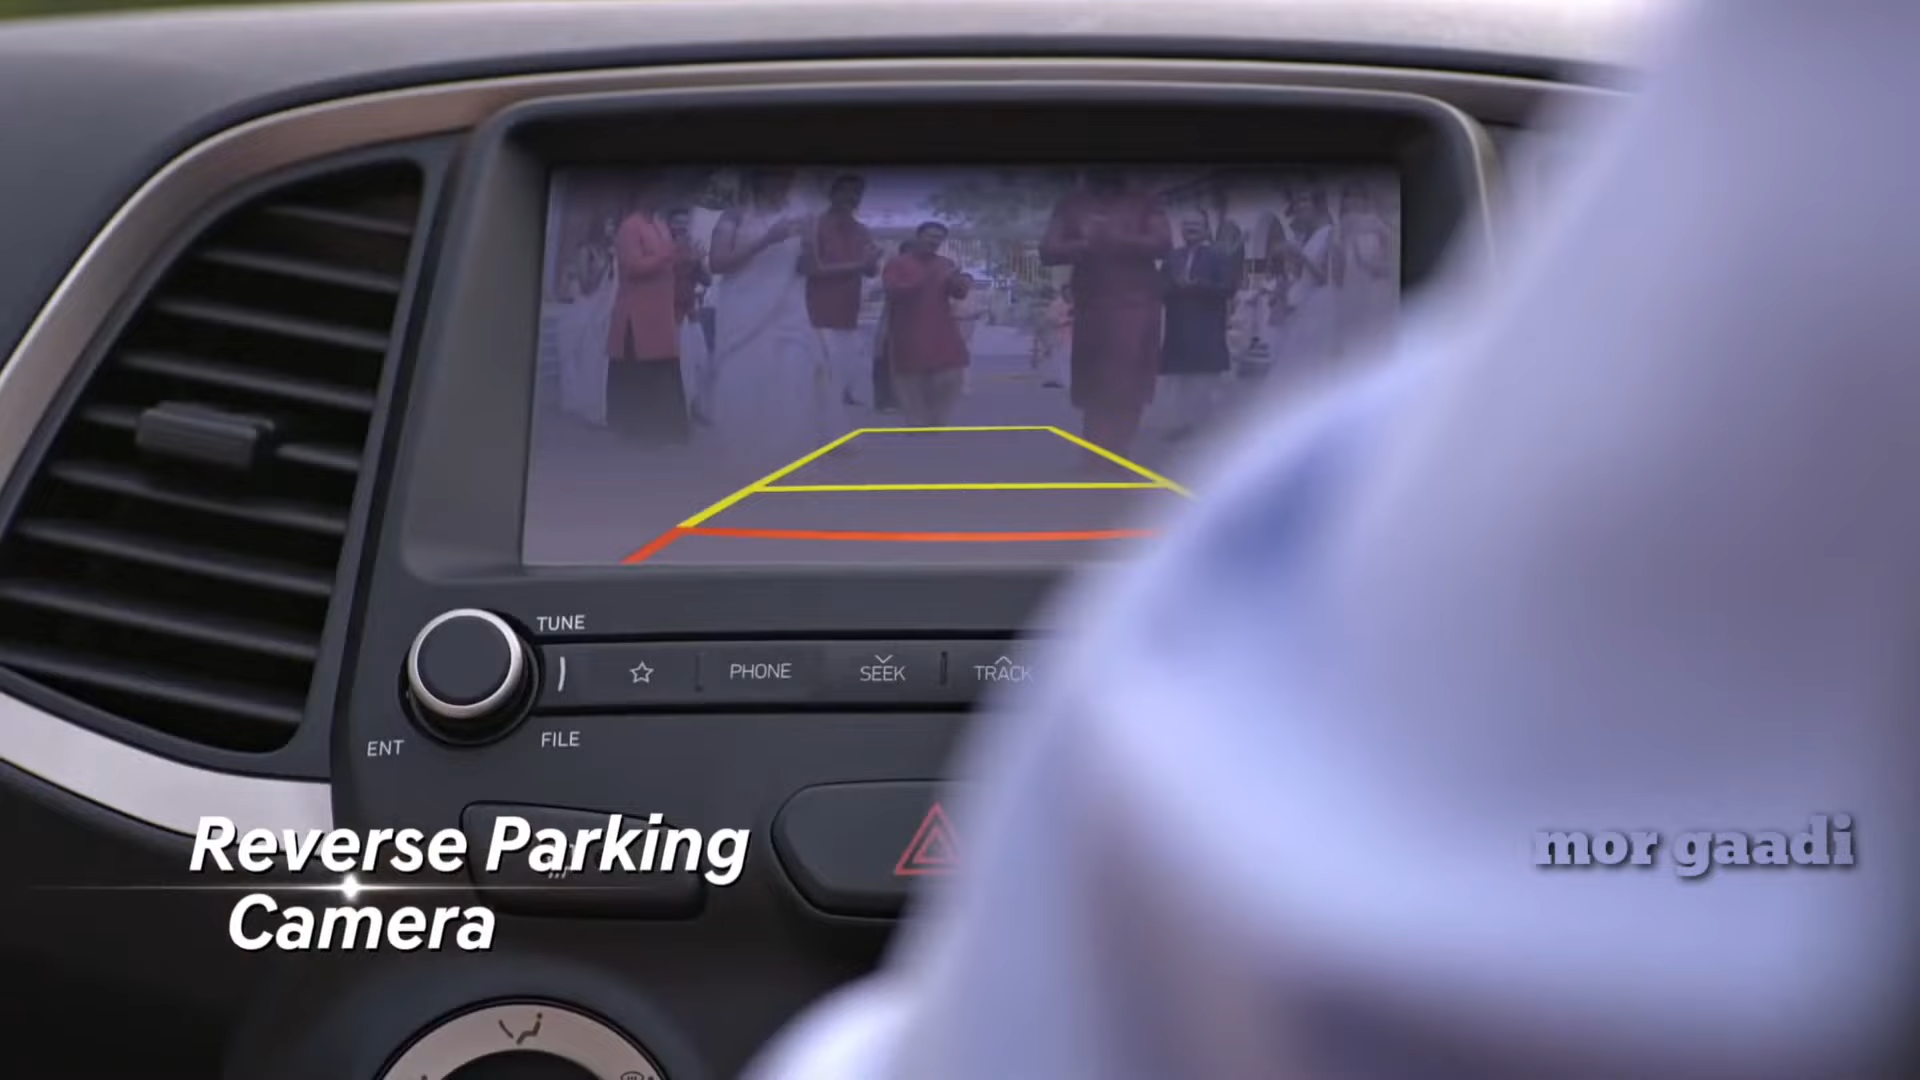 TUNE
PHONE
SEEK
TRACK
ENT
FILE
Reverse Parking
Camera
mor gaadi